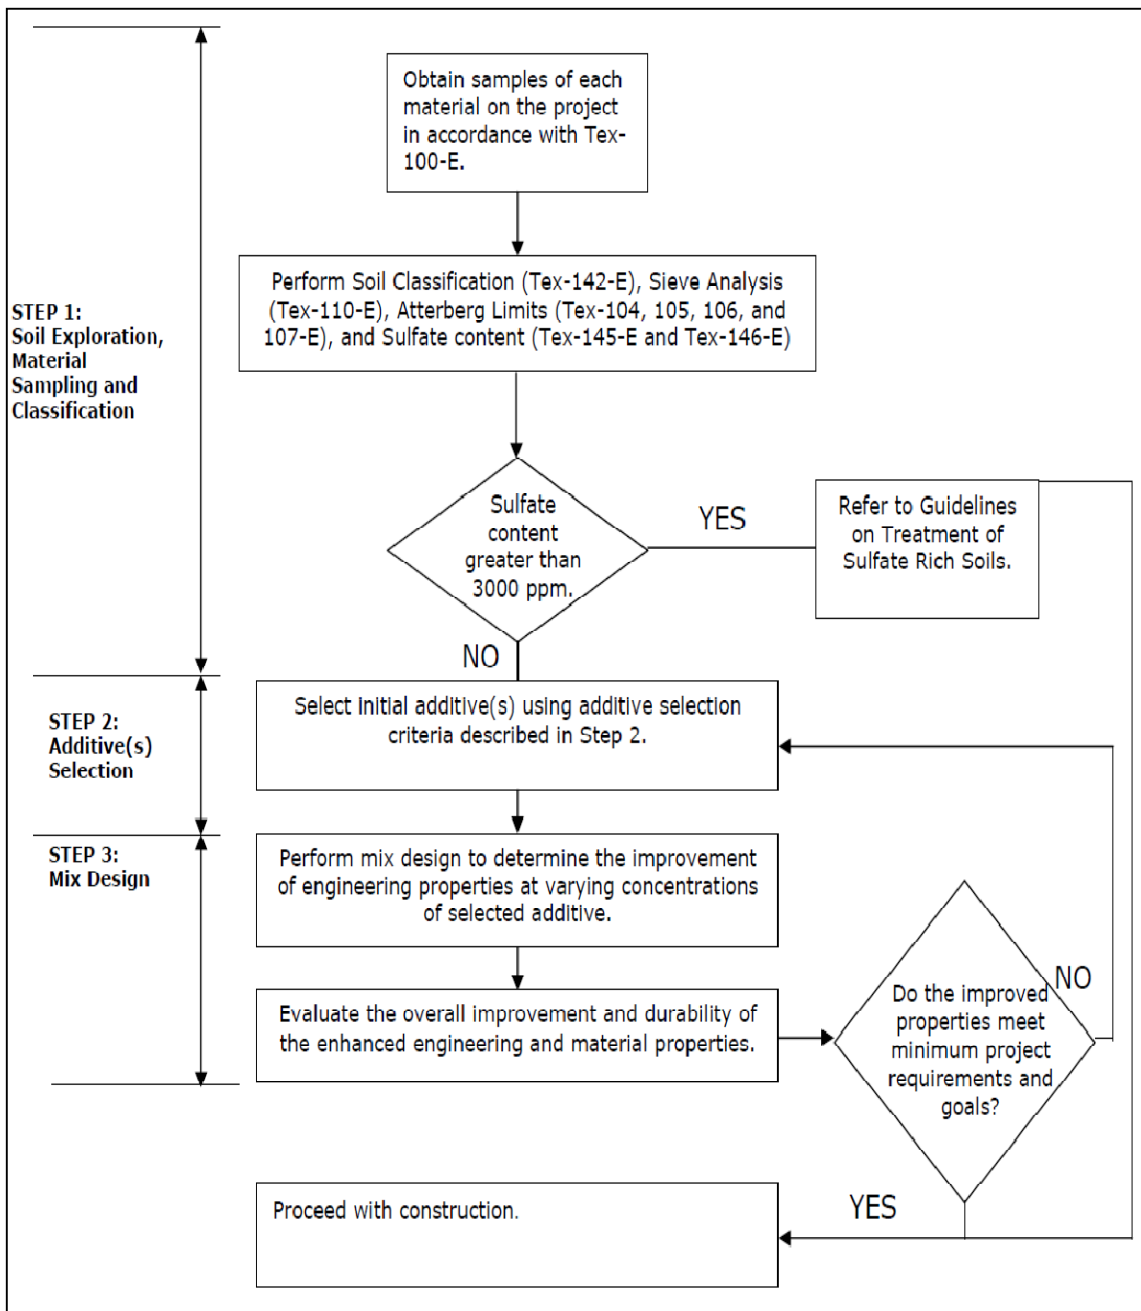 Obtain samples of each
material on the project
in accordance with Tex-
100-E.
Perform Soil Classification (Tex-142-E), Sieve Analysis
(Tex-110-E), Atterberg Limits (Tex-104, 105, 106, and
107-E), and Sulfate content (Tex-145-E and Tex-146-E)
STEP 1:
Soil Exploration,
Material
Sampling and
Classification
Sulfate
content
greater than
3000 ppm.
YES
Refer to Guidelines
on Treatment of
Sulfate Rich Soils.
NO
STEP 2:
Additive(s)
Selection
Select initial additive(s) using additive selection
criteria described in Step 2.
STEP 3:
Mix Design
Perform mix design to determine the improvement
of engineering properties at varying concentrations
of selected additive.
Evaluate the overall improvement and durability of
the enhanced engineering and material properties.
NO
Do the improved
properties meet
minimum project
requirements and
goals?
YES
Proceed with construction.